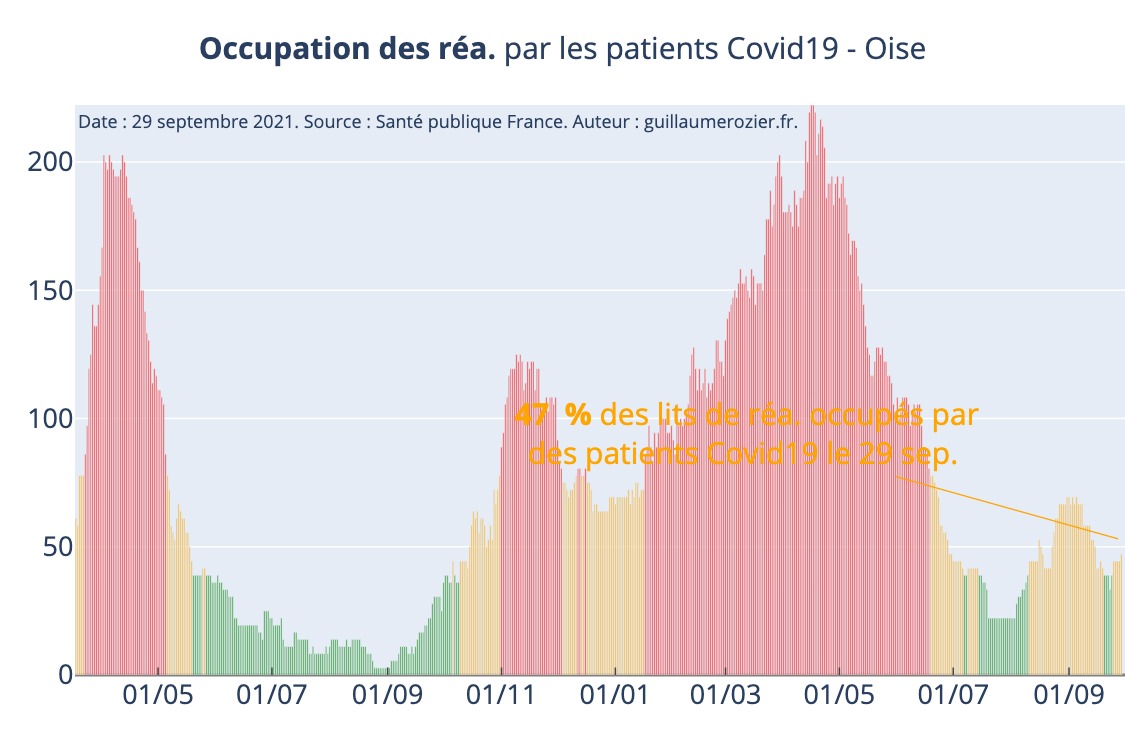 Occupation des réa. par les patients Covid19 - Oise
Date : 29 septembre 2021. Source : Santé publique France. Auteur : guillaumerozier.fr.
200
150
100
47 % des lits de réa. occupés par
des patients Covid19 le 29 sep.
50
0
01/05 01/07 01/09 01/11 01/01 01/03 01/05 01/07 01/09